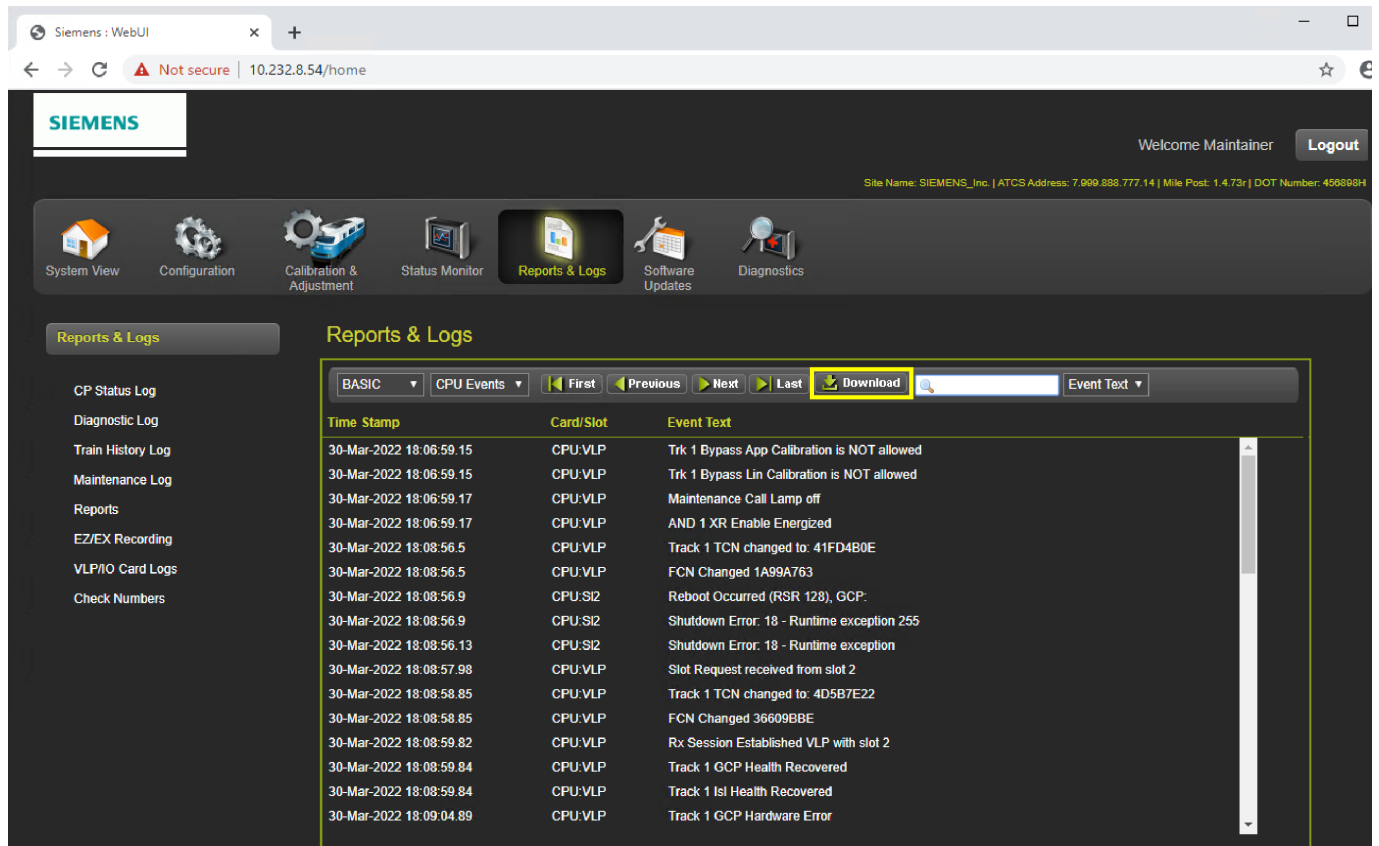 Siemens : WebUI
Not secure | 10.232.8.54/home
SIEMENS
Welcome Maintainer Logout
Site Name: SIEMENS_Inc. | ATCS Address: 7.999.888.777.14 | Mile Post: 1.4.73r | DOT Number: 456898H
System View Configuration Calibration & Adjustment Status Monitor Reports & Logs Software Updates Diagnostics
Reports & Logs
CP Status Log
Diagnostic Log
Train History Log
Maintenance Log
Reports
EZ/EX Recording
VLP/IO Card Logs
Check Numbers
Reports & Logs
BASIC CPU Events First Previous Next Last Download Event Text
Time Stamp Card/Slot Event Text
30-Mar-2022 18:06:59.15 CPU:VLP Trk 1 Bypass App Calibration is NOT allowed
30-Mar-2022 18:06:59.15 CPU:VLP Trk 1 Bypass Lin Calibration is NOT allowed
30-Mar-2022 18:06:59.17 CPU:VLP Maintenance Call Lamp off
30-Mar-2022 18:06:59.17 CPU:VLP AND 1 XR Enable Energized
30-Mar-2022 18:08:56.5 CPU:VLP Track 1 TCN changed to: 41FD4B0E
30-Mar-2022 18:08:56.5 CPU:VLP FCN Changed 1A99A763
30-Mar-2022 18:08:56.9 CPU:SI2 Reboot Occurred (RSR 128), GCP:
30-Mar-2022 18:08:56.9 CPU:SI2 Shutdown Error: 18 - Runtime exception 255
30-Mar-2022 18:08:56.13 CPU:SI2 Shutdown Error: 18 - Runtime exception
30-Mar-2022 18:08:57.98 CPU:VLP Slot Request received from slot 2
30-Mar-2022 18:08:58.85 CPU:VLP Track 1 TCN changed to: 4D5B7E22
30-Mar-2022 18:08:58.85 CPU:VLP FCN Changed 36609BBE
30-Mar-2022 18:08:59.82 CPU:VLP Rx Session Established VLP with slot 2
30-Mar-2022 18:08:59.84 CPU:VLP Track 1 GCP Health Recovered
30-Mar-2022 18:08:59.84 CPU:VLP Track 1 Isl Health Recovered
30-Mar-2022 18:09:04.89 CPU:VLP Track 1 GCP Hardware Error